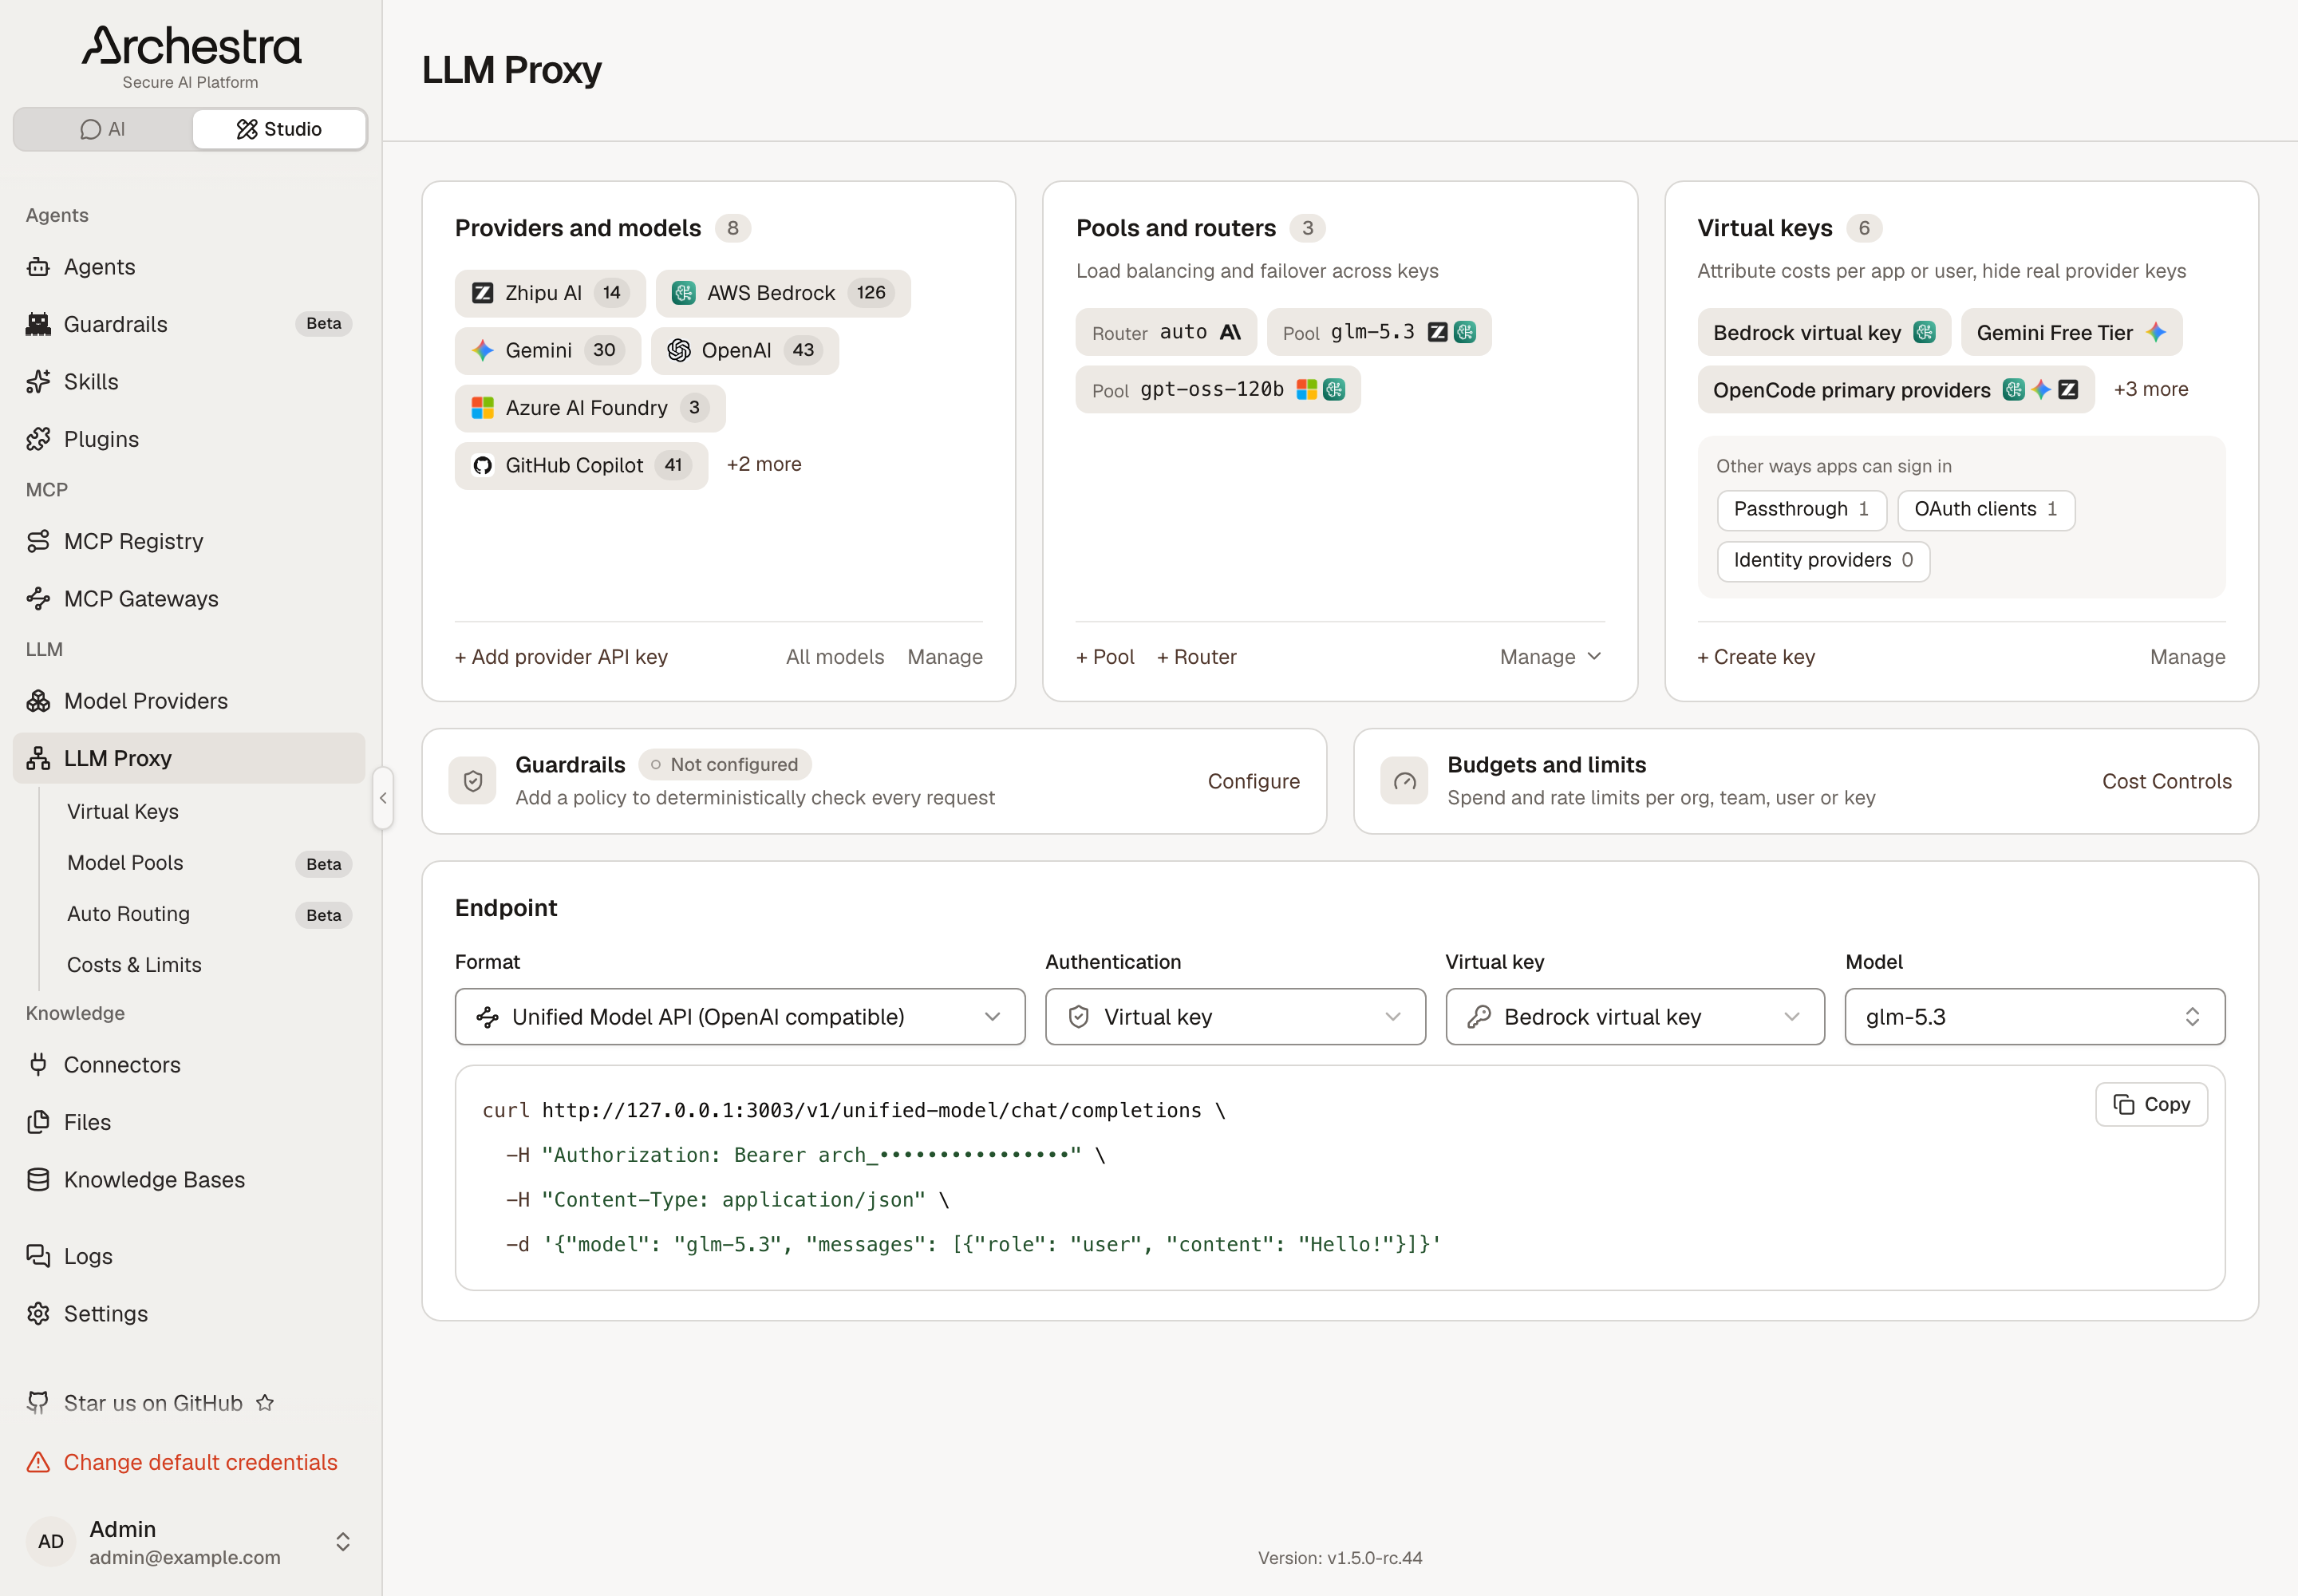 Archestra
Secure AI Platform
AI
Studio
Agents
Agents
Guardrails Beta
Skills
Plugins
MCP
MCP Registry
MCP Gateways
LLM
Model Providers
LLM Proxy
Virtual Keys
Model Pools Beta
Auto Routing Beta
Costs & Limits
Knowledge
Connectors
Files
Knowledge Bases
Logs
Settings
Star us on GitHub
Change default credentials
AD
Admin
admin@example.com
LLM Proxy
Providers and models 8
Zhipu AI 14
AWS Bedrock 126
Gemini 30
OpenAI 43
Azure AI Foundry 3
GitHub Copilot 41
+2 more
+ Add provider API key
All models
Manage
Pools and routers 3
Load balancing and failover across keys
Router auto
Pool glm-5.3
Pool gpt-oss-120b
+ Pool
+ Router
Manage
Virtual keys 6
Attribute costs per app or user, hide real provider keys
Bedrock virtual key
Gemini Free Tier
OpenCode primary providers
+3 more
Other ways apps can sign in
Passthrough 1
OAuth clients 1
Identity providers 0
+ Create key
Manage
Guardrails Not configured
Add a policy to deterministically check every request
Configure
Budgets and limits
Spend and rate limits per org, team, user or key
Cost Controls
Endpoint
Format
Unified Model API (OpenAI compatible)
Authentication
Virtual key
Virtual key
Bedrock virtual key
Model
glm-5.3
curl http://127.0.0.1:3003/v1/unified-model/chat/completions \
-H "Authorization: Bearer arch_••••••••••••••••" \
-H "Content-Type: application/json" \
-d '{"model": "glm-5.3", "messages": [{"role": "user", "content": "Hello!"}]}'
Copy
Version: v1.5.0-rc.44